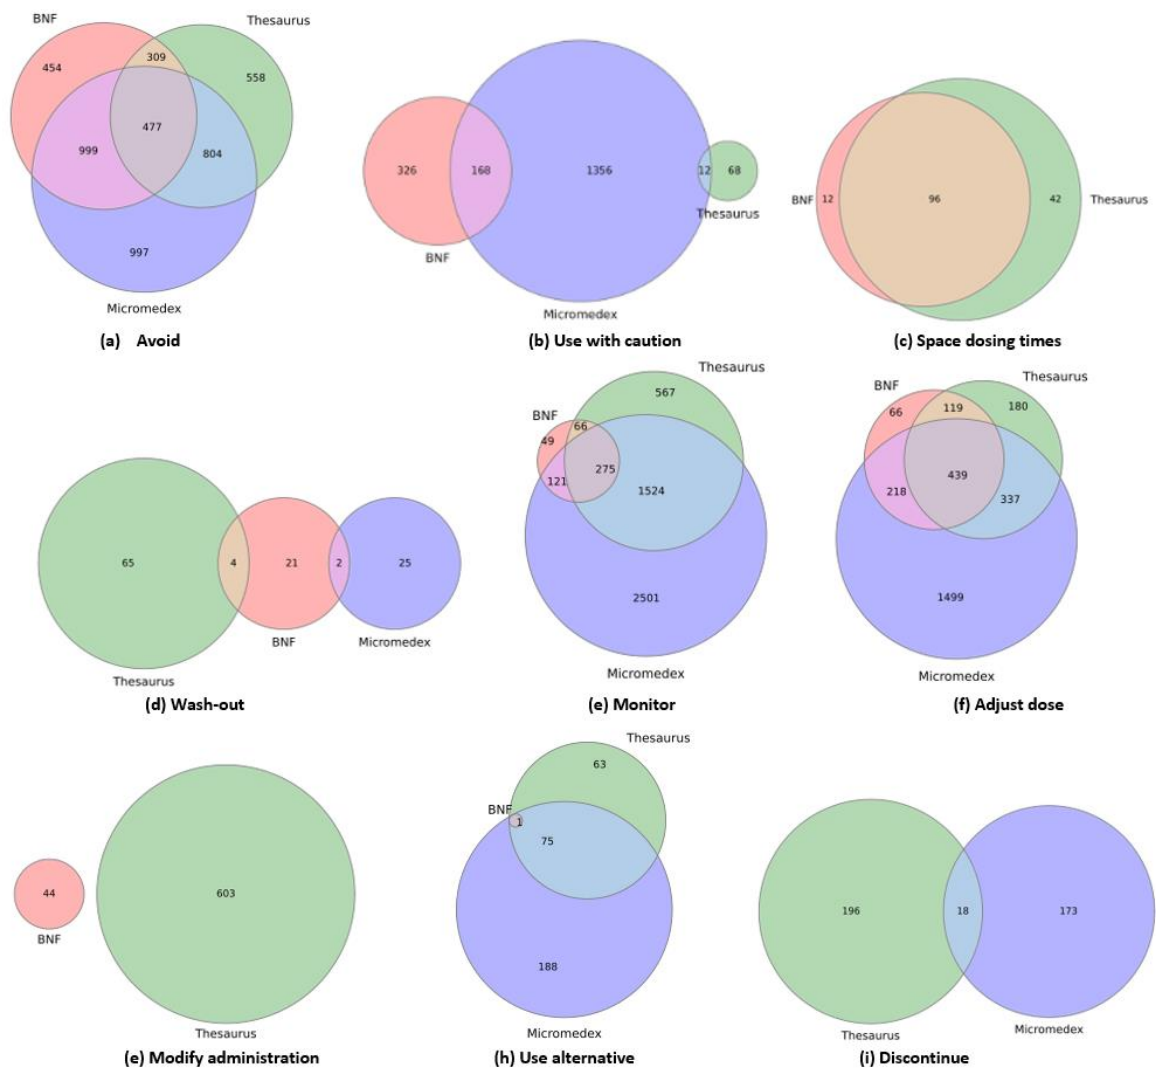 BNF
Thesaurus
454
309
558
477
999
804
997
Micromedex
(a) Avoid
326
168
1356
12
68
Thesaurus
BNF
Micromedex
(b) Use with caution
BNF
12
96
42
Thesaurus
(c) Space dosing times
65
4
21
2
25
BNF
Micromedex
Thesaurus
(d) Wash-out
Thesaurus
567
BNF
66
49
275
121
1524
2501
Micromedex
(e) Monitor
BNF
Thesaurus
66
119
180
439
218
337
1499
Micromedex
(f) Adjust dose
44
603
BNF
Thesaurus
(e) Modify administration
Thesaurus
63
BNF
1
75
188
Micromedex
(h) Use alternative
196
18
173
Thesaurus
Micromedex
(i) Discontinue